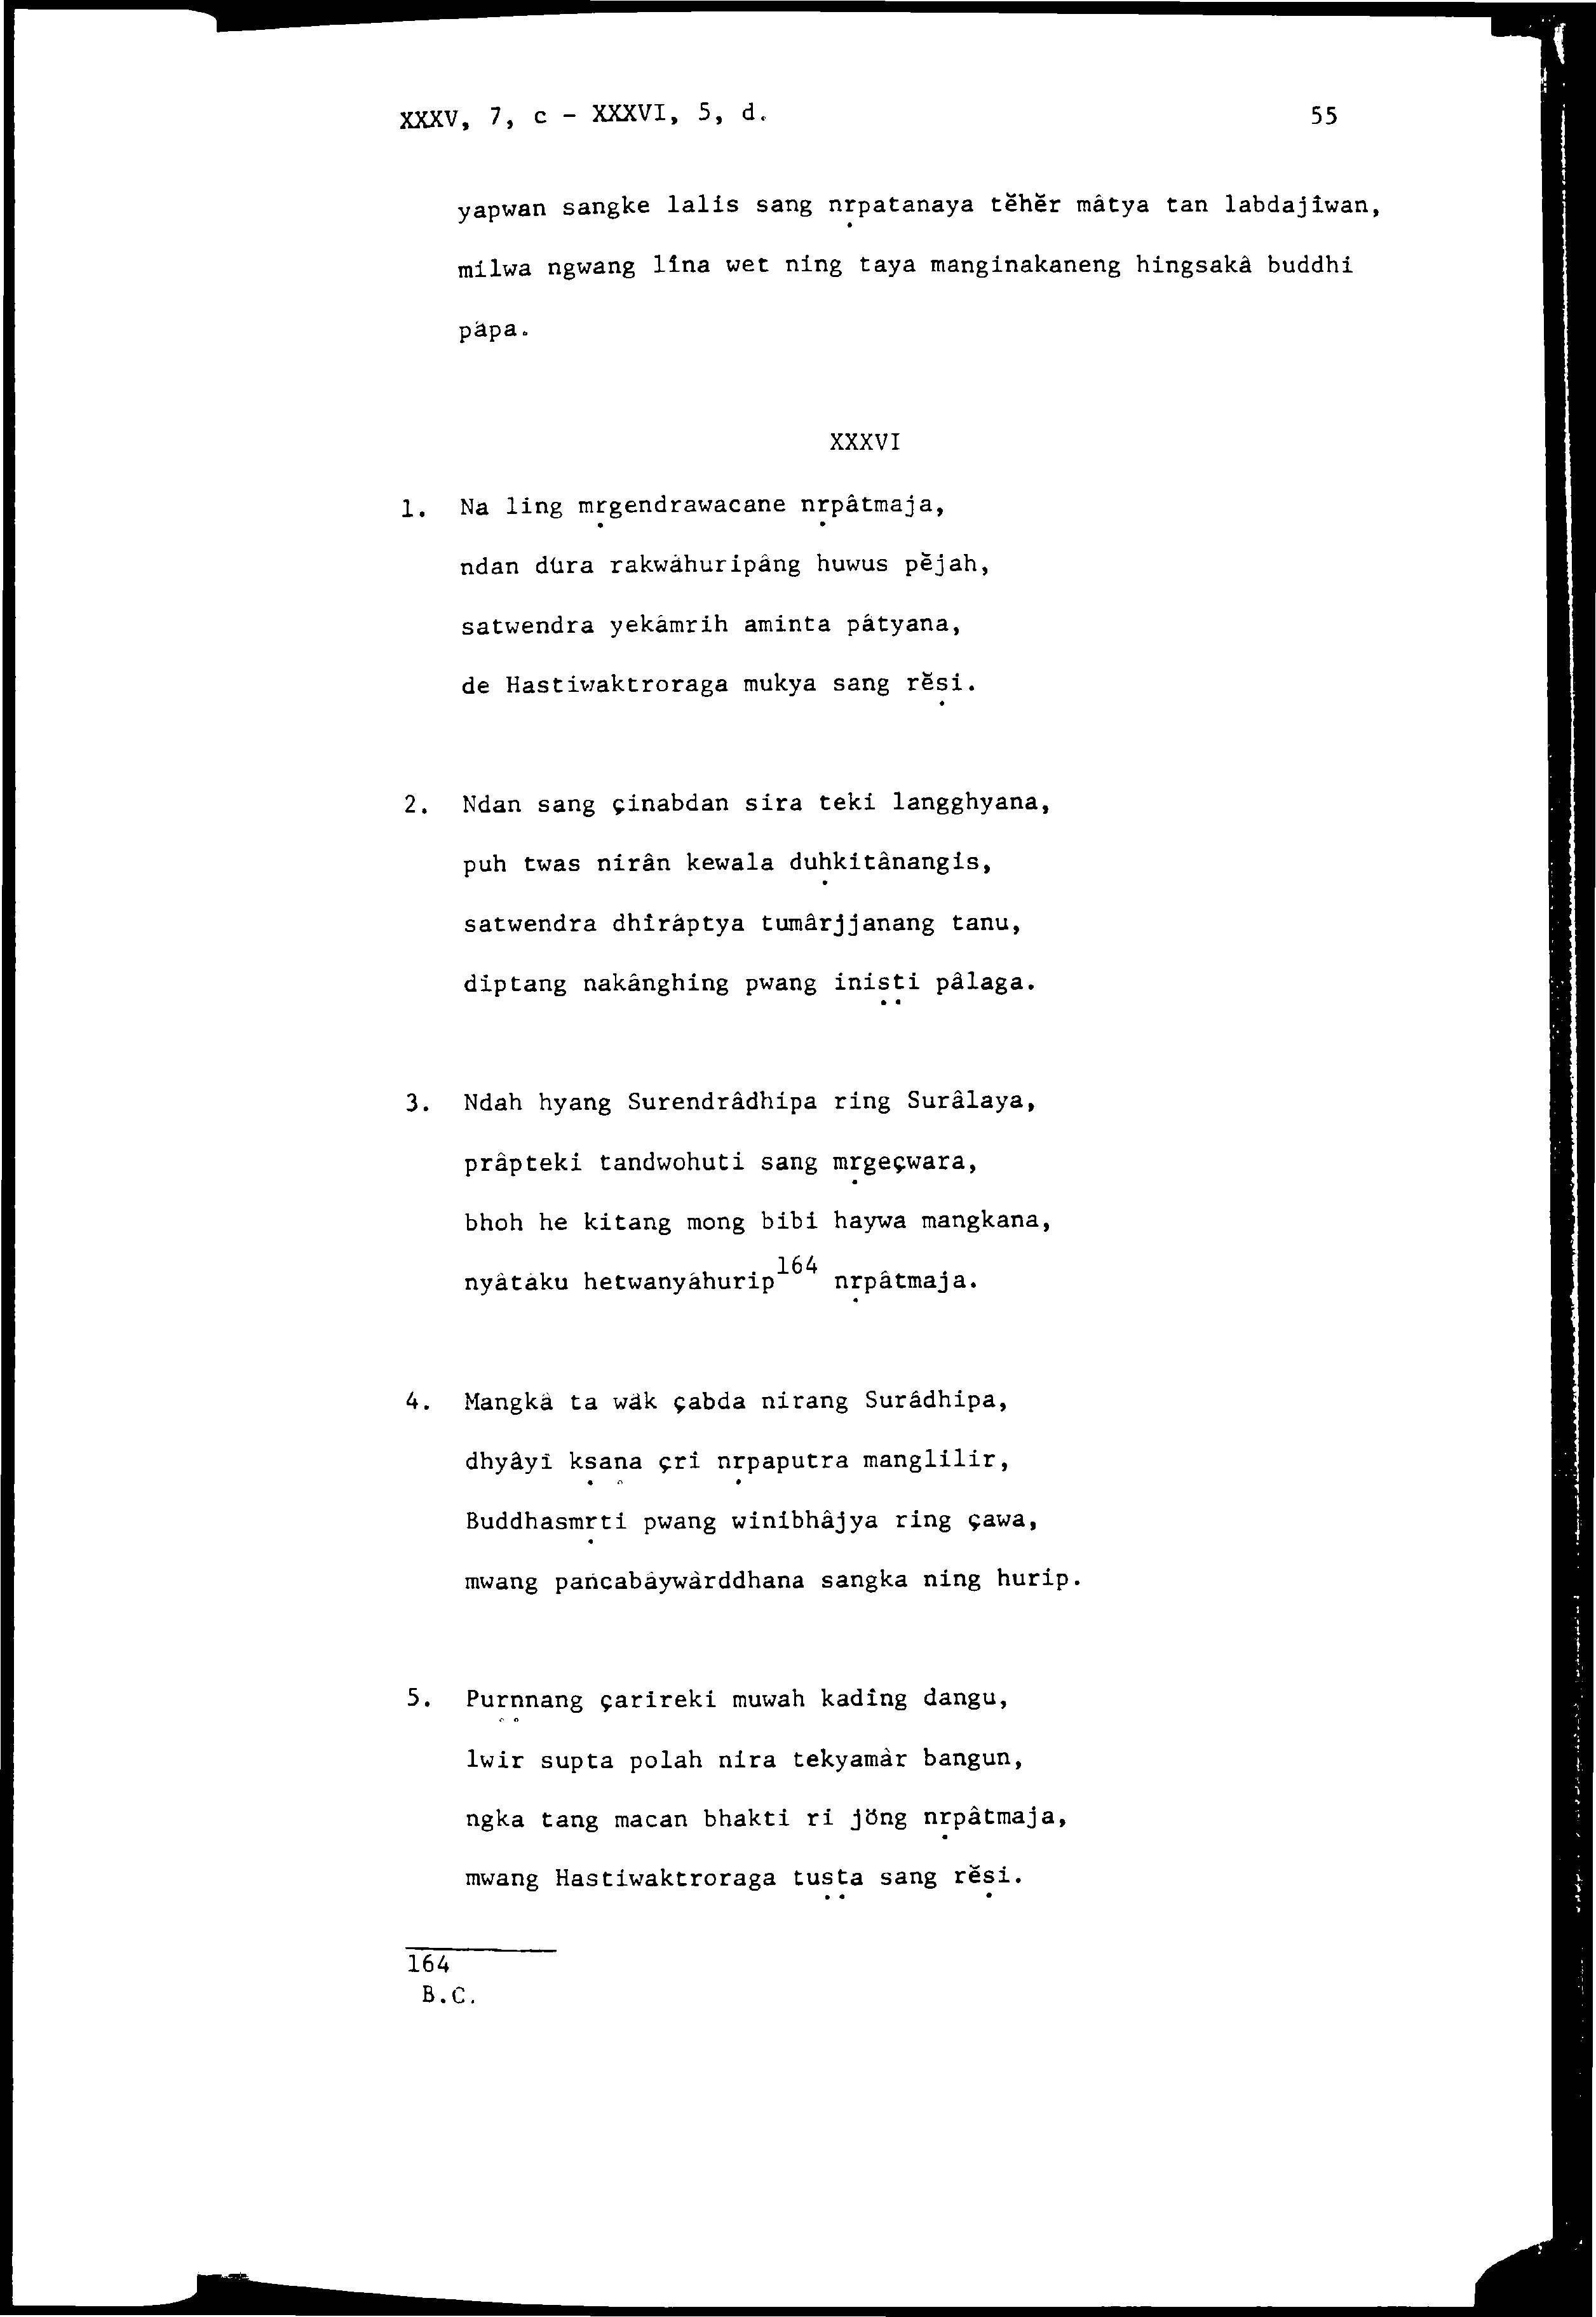 XXXV, 7, c - XXXVI, 5, d. 55
yapwan sangke lalis sang nṛpatanaya tĕhĕr mâtya tan labdajîwan,
milwa ngwang lîna wet ning taya manginakaneng hingsakâ buddhi
pâpa.
XXXVI
1. Na ling mṛgendrawacane nṛpâtmaja,
ndan dûra rakwâhuripâng huwus pĕjah,
satwendra yekâmrih aminta pâtyana,
de Hastiwaktroraga mukya sang rĕṣi.
2. Ndan sang çinabdan sira teki langghyana,
puh twas nirân kewala duḥkitânangis,
satwendra dhîrâptya tumârjjanang tanu,
diptang nakânghing pwang iniṣṭi pâlaga.
3. Ndah hyang Surendrâdhipa ring Surâlaya,
prâpteki tandwohuti sang mṛgeçwara,
bhoh he kitang mong bibi haywa mangkana,
nyâtâku hetwanyâhurip164 nṛpâtmaja.
4. Mangkâ ta wâk çabda nirang Surâdhipa,
dhyâyî kṣaṇa çri nṛpaputra manglilir,
Buddhasmṛti pwang winibhâjya ring çawa,
mwang pañcabâywârddhana sangka ning hurip.
5. Purṇṇang çarireki muwah kadîng dangu,
lwir supta polah nira tekyamâr bangun,
ngka tang macan bhakti ri jöng nṛpâtmaja,
mwang Hastiwaktroraga tuṣṭa sang rĕṣi.
164
B.C.